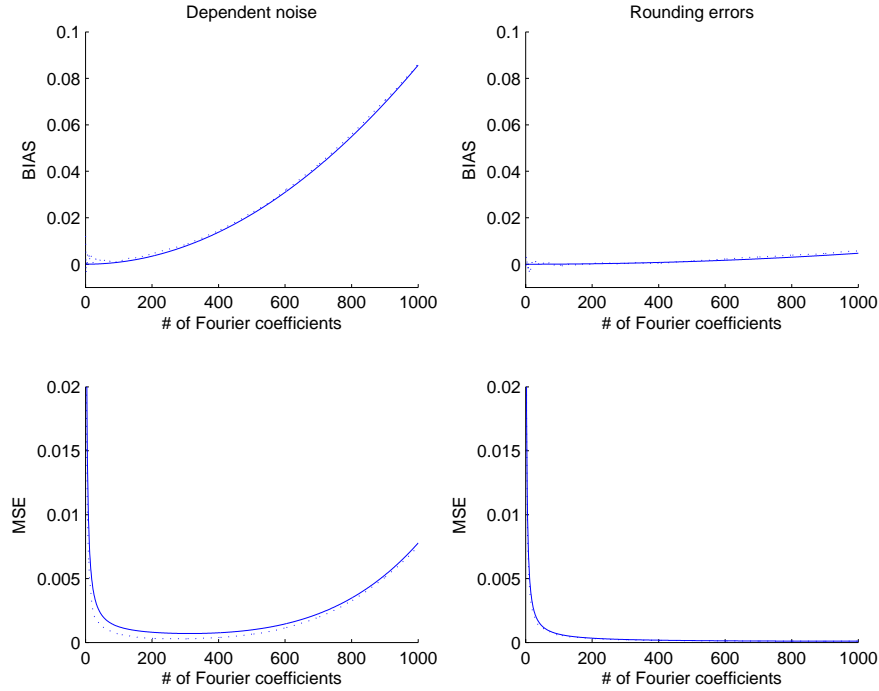 Dependent noise
0.1
0.08
0.06
0.04
0.02
0
BIAS
0 200 400 600 800 1000
# of Fourier coefficients
Rounding errors
0.1
0.08
0.06
0.04
0.02
0
BIAS
0 200 400 600 800 1000
# of Fourier coefficients
0.02
0.015
0.01
0.005
0
MSE
0 200 400 600 800 1000
# of Fourier coefficients
0.02
0.015
0.01
0.005
0
MSE
0 200 400 600 800 1000
# of Fourier coefficients